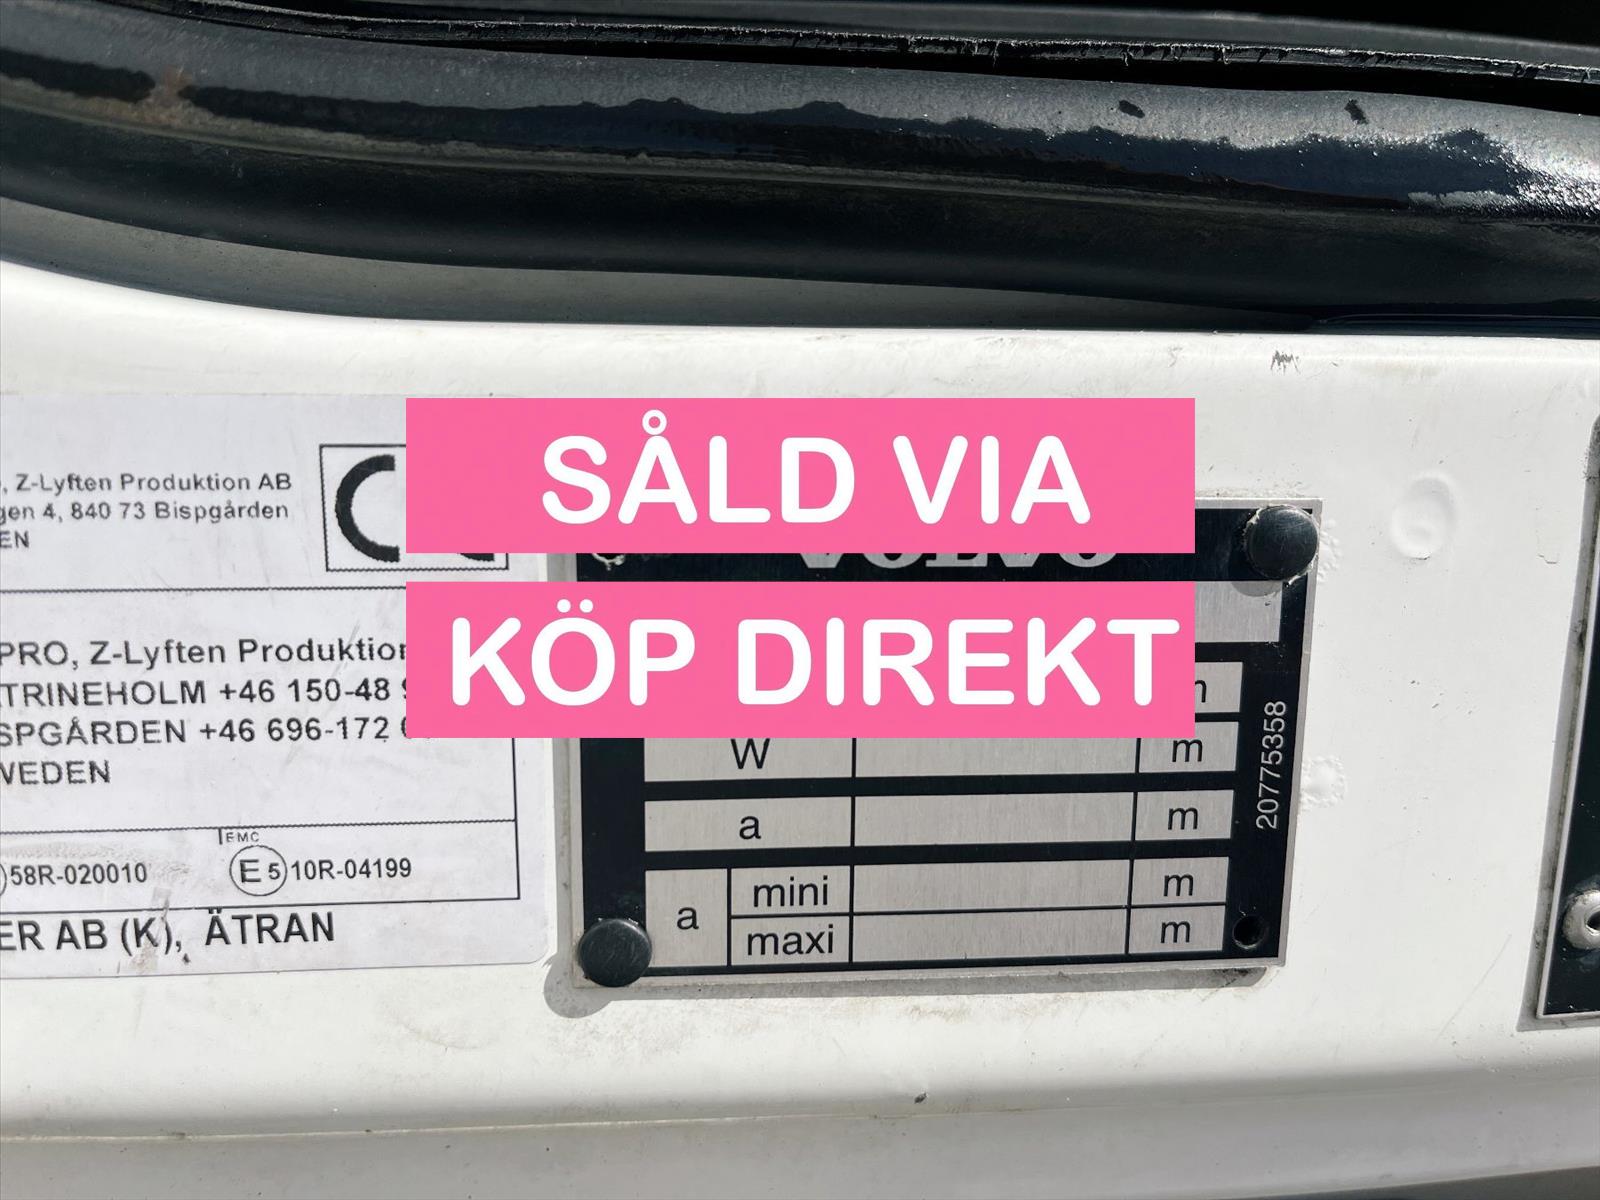 SÅLD VIA
KÖP DIREKT
, Z-Lyften Produktion AB
gen 4, 840 73 Bispgården
EN
PRO, Z-Lyften Produktion
TRINEHOLM +46 150-48
SPGÅRDEN +46 696-172
WEDEN
EMC
58R-020010
E 5 10R-04199
ER AB (K), ÄTRAN
VOLVO
W m
a m
a
mini m
maxi m
20775358